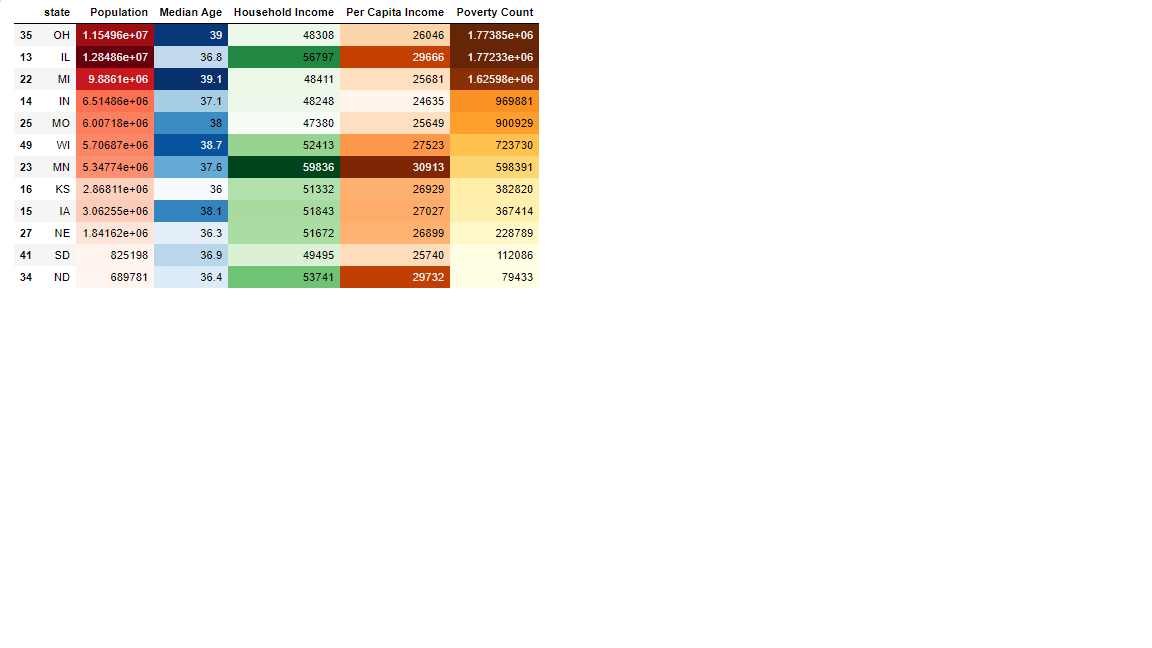 state Population Median Age Household Income Per Capita Income Poverty Count
35 OH 1.15496e+07 39 48308 26046 1.77385e+06
13 IL 1.28486e+07 36.8 56797 29666 1.77233e+06
22 MI 9.8861e+06 39.1 48411 25681 1.62598e+06
14 IN 6.51486e+06 37.1 48248 24635 969881
25 MO 6.00718e+06 38 47380 25649 900929
49 WI 5.70687e+06 38.7 52413 27523 723730
23 MN 5.34774e+06 37.6 59836 30913 598391
16 KS 2.86811e+06 36 51332 26929 382820
15 IA 3.06255e+06 38.1 51843 27027 367414
27 NE 1.84162e+06 36.3 51672 26899 228789
41 SD 825198 36.9 49495 25740 112086
34 ND 689781 36.4 53741 29732 79433